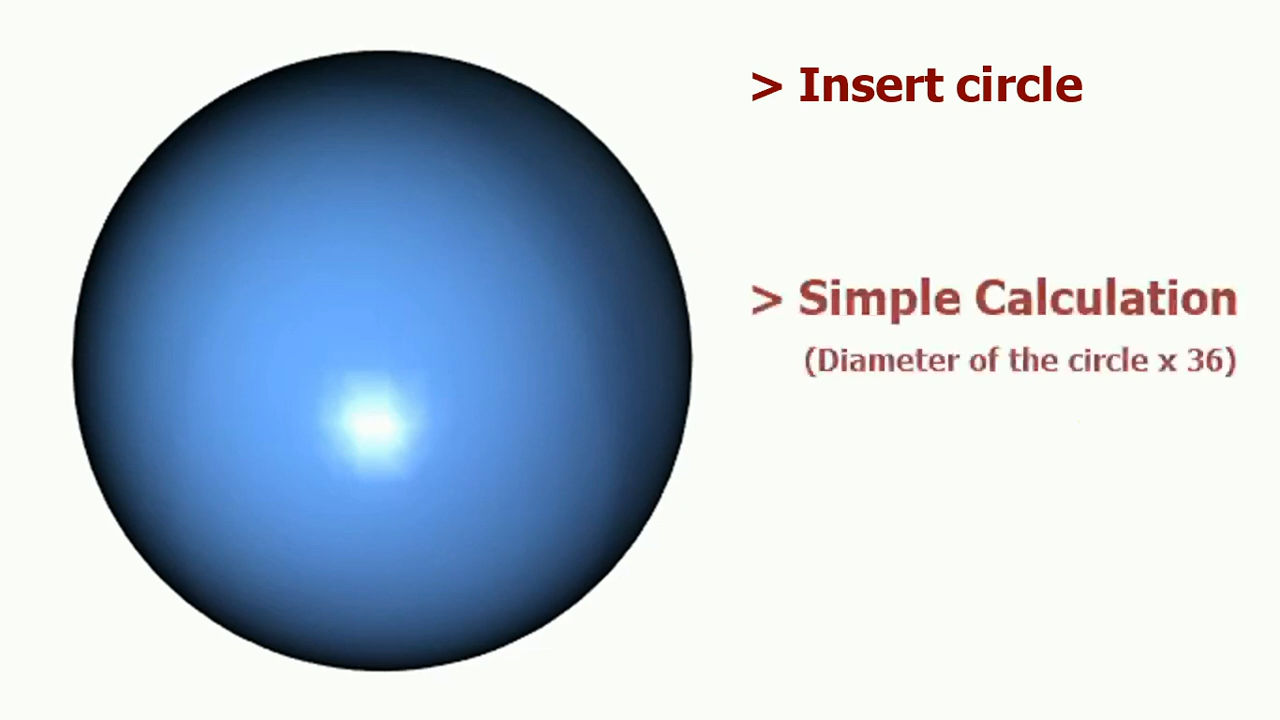 > Insert circle
> Simple Calculation
(Diameter of the circle x 36)